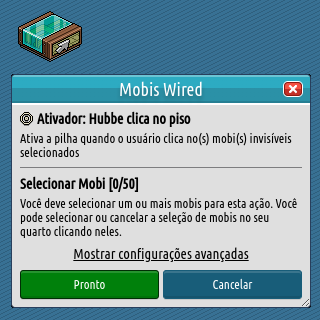 Mobis Wired
Ativador: Hubbe clica no piso
Ativa a pilha quando o usuário clica no(s) mobi(s) invisíveis
selecionados
Selecionar Mobi [0/50]
Você deve selecionar um ou mais mobis para esta ação. Você
pode selecionar ou cancelar a seleção de mobis no seu
quarto clicando neles.
Mostrar configurações avançadas
Pronto
Cancelar